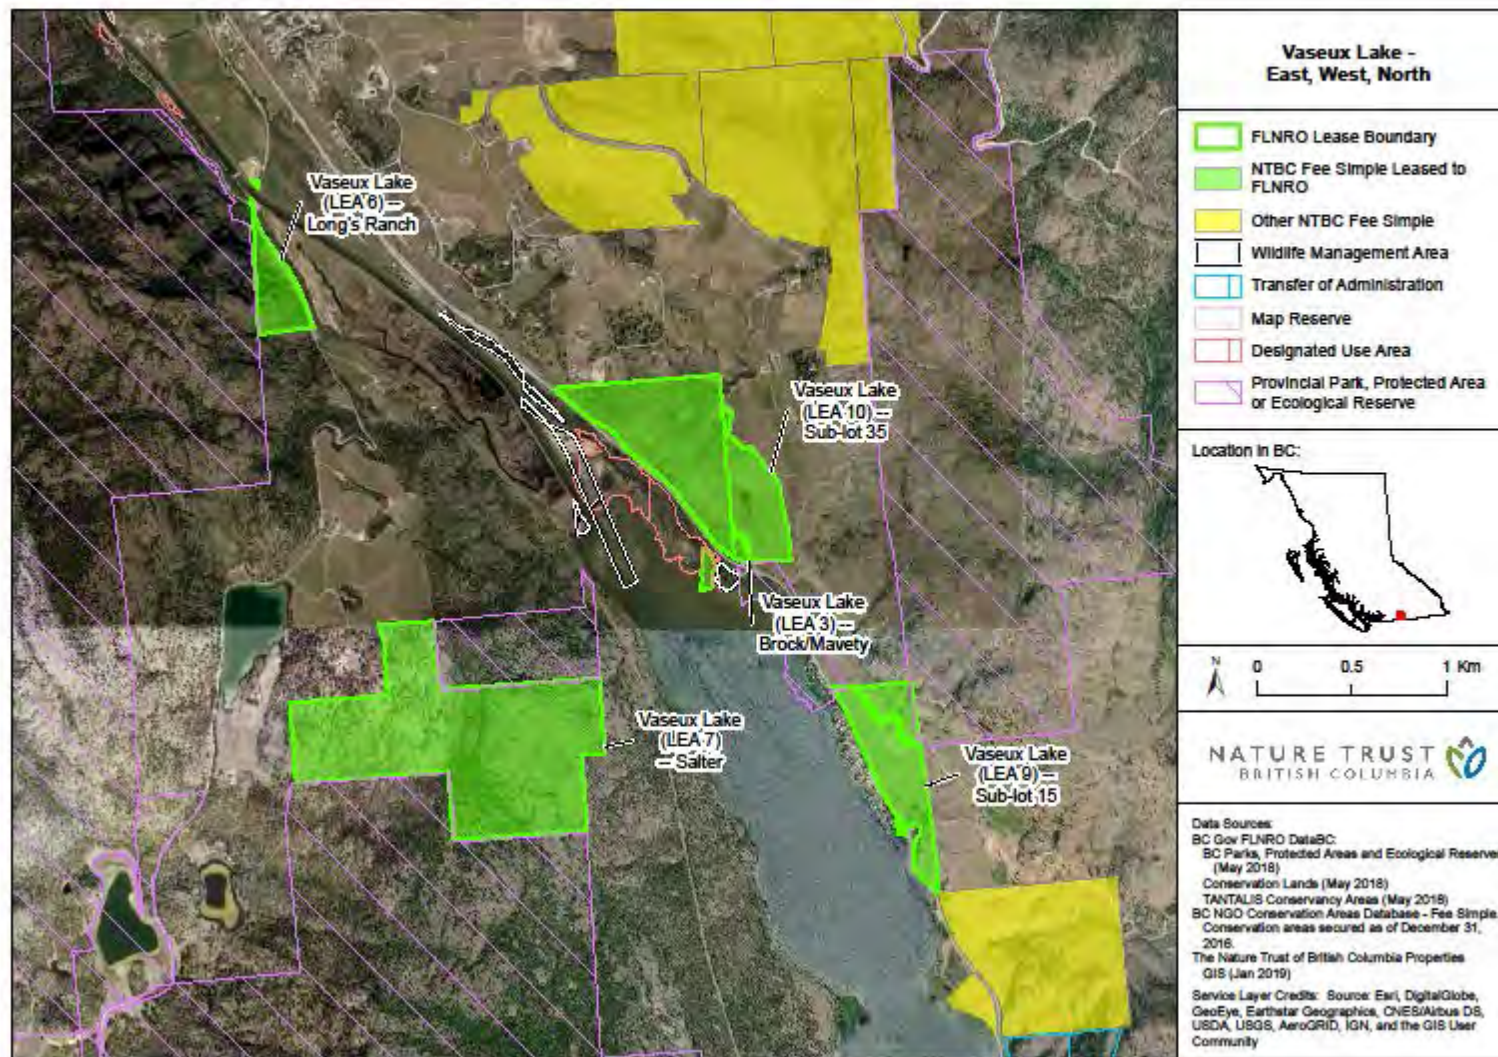 Vaseux Lake -
East, West, North
FLNRO Lease Boundary
NTBC Fee Simple Leased to
FLNRO
Other NTBC Fee Simple
Wildlife Management Area
Transfer of Administration
Map Reserve
Designated Use Area
Provincial Park, Protected Area
or Ecological Reserve
Location in BC:
N
0 0.5 1 Km
NATURE TRUST
BRITISH COLUMBIA
Data Sources:
BC Gov FLNRO DataBC:
BC Parks, Protected Areas and Ecological Reserves
(May 2018)
Conservation Lands (May 2018)
TANTALIS Conservancy Areas (May 2018)
BC NGO Conservation Areas Database - Fee Simple.
Conservation areas secured as of December 31,
2016.
The Nature Trust of British Columbia Properties
GIS (Jan 2019)
Service Layer Credits: Source: Esri, DigitalGlobe,
GeoEye, Earthstar Geographics, CNES/Airbus DS,
USDA, USGS, AeroGRID, IGN, and the GIS User
Community
Vaseux Lake
(LEA 6) --
Long's Ranch
Vaseux Lake
(LEA 10) --
Sub-lot 35
Vaseux Lake
(LEA 3) --
Brock/Mavety
Vaseux Lake
(LEA 7)
-- Salter
Vaseux Lake
(LEA 9) --
Sub-lot 15